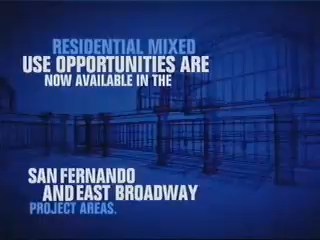 RESIDENTIAL MIXED
USE OPPORTUNITIES ARE
NOW AVAILABLE IN THE
SAN FERNANDO
AND EAST BROADWAY
PROJECT AREAS.